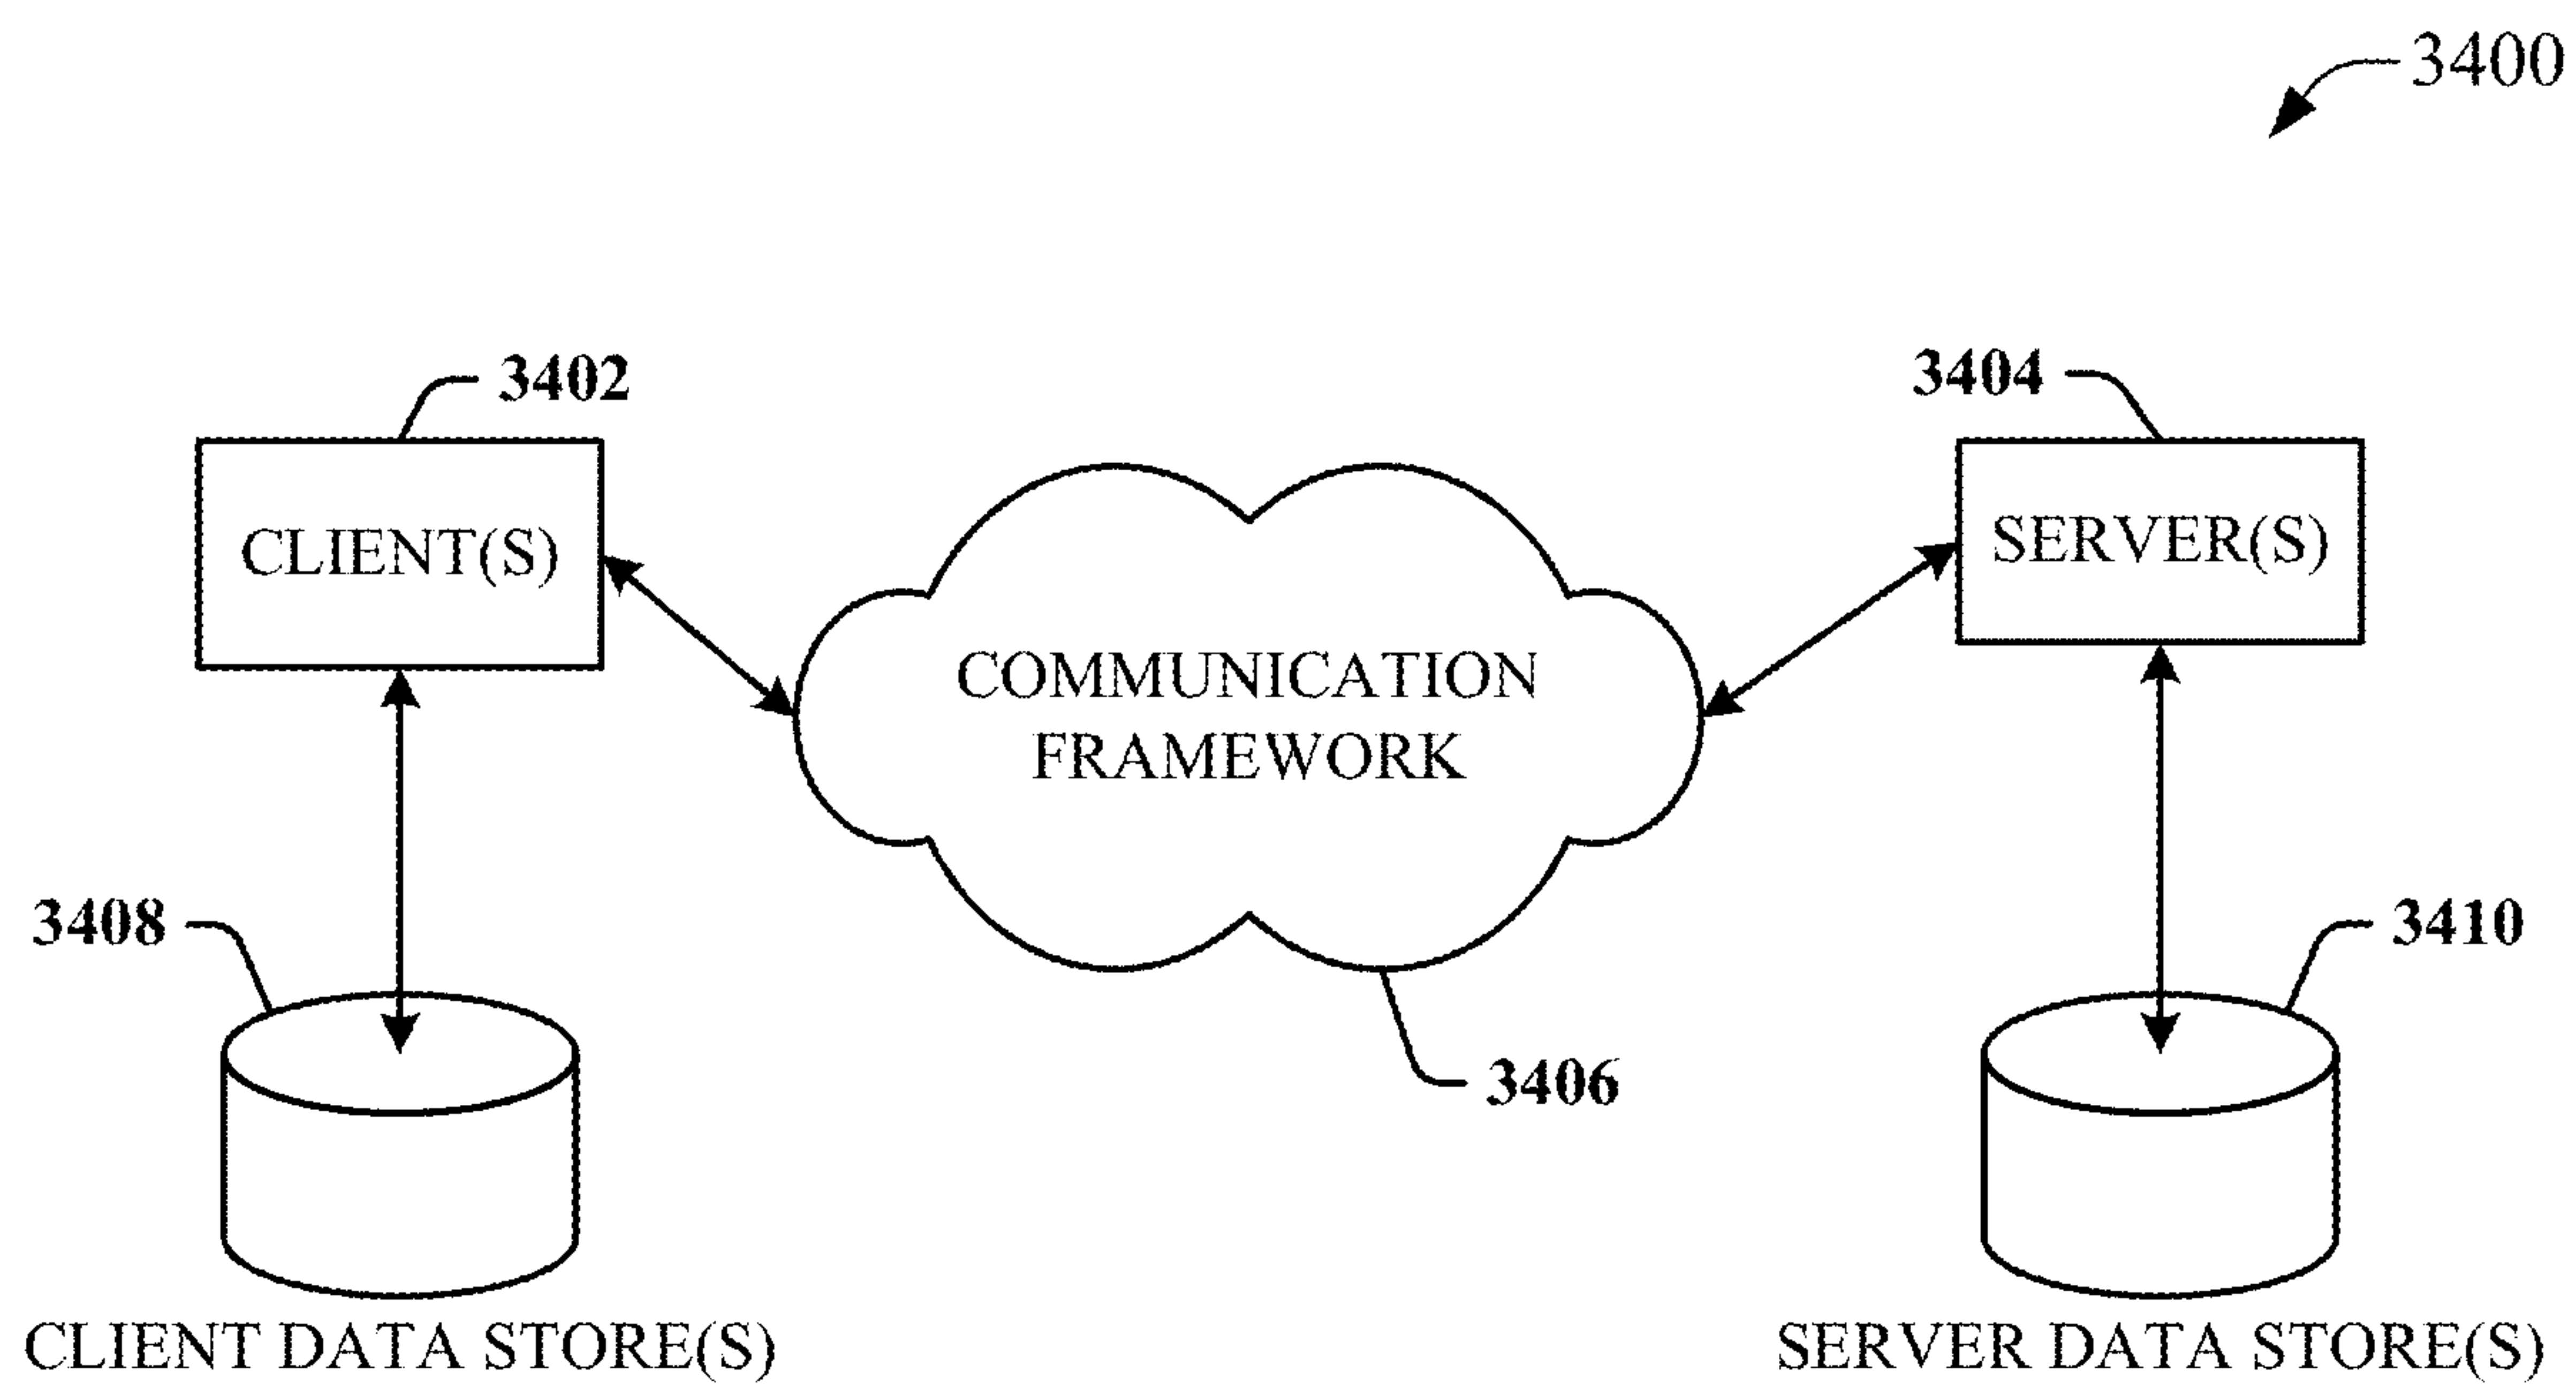 3400
3402
3404
CLIENT(S)
SERVER(S)
COMMUNICATION
FRAMEWORK
3408
3410
3406
CLIENT DATA STORE(S)
SERVER DATA STORE(S)